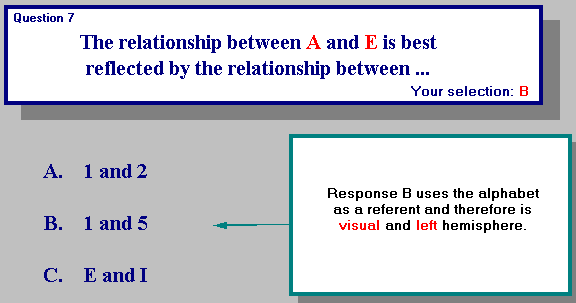 Question 7
The relationship between A and E is best
reflected by the relationship between ...
Your selection: B
A. 1 and 2
B. 1 and 5
C. E and I
Response B uses the alphabet
as a referent and therefore is
visual and left hemisphere.